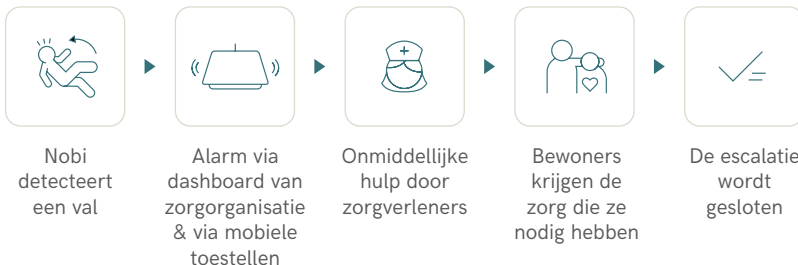 Nobi
detecteert
een val
Alarm via
dashboard van
zorgorganisatie
& via mobiele
toestellen
Onmiddellijke
hulp door
zorgverleners
Bewoners
krijgen de
zorg die ze
nodig hebben
De escalatie
wordt
gesloten